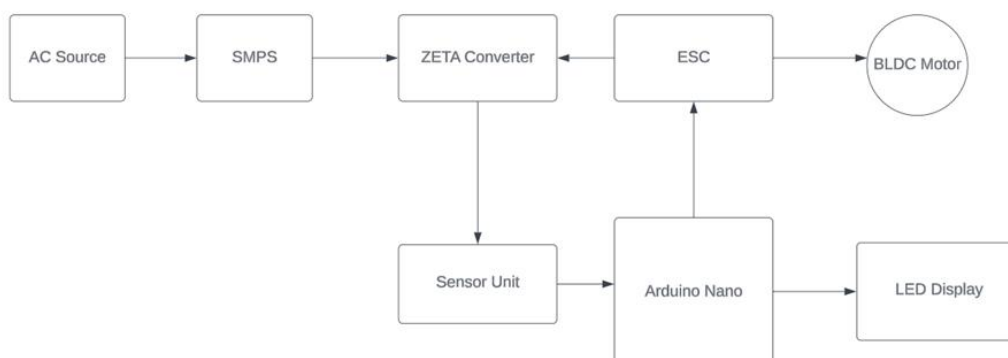 AC Source
SMPS
ZETA Converter
ESC
BLDC Motor
Sensor Unit
Arduino Nano
LED Display